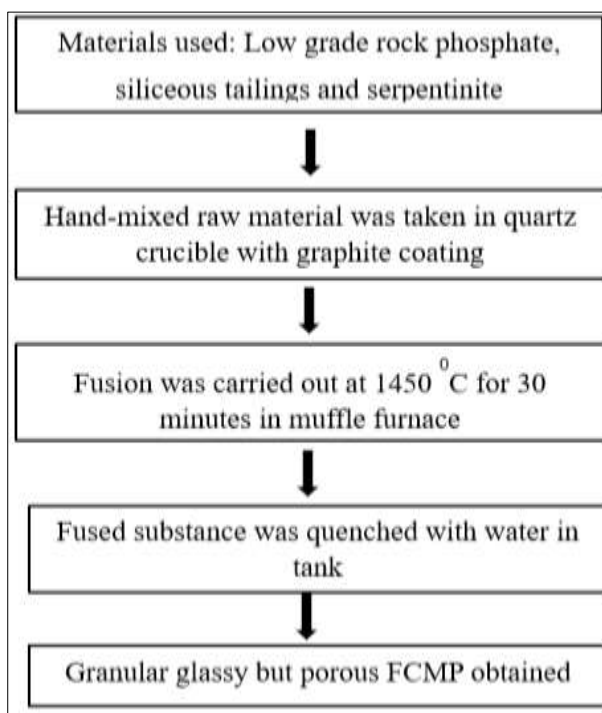 Materials used: Low grade rock phosphate,
siliceous tailings and serpentinite
Hand-mixed raw material was taken in quartz
crucible with graphite coating
Fusion was carried out at 1450 ⁰C for 30
minutes in muffle furnace
Fused substance was quenched with water in
tank
Granular glassy but porous FCMP obtained